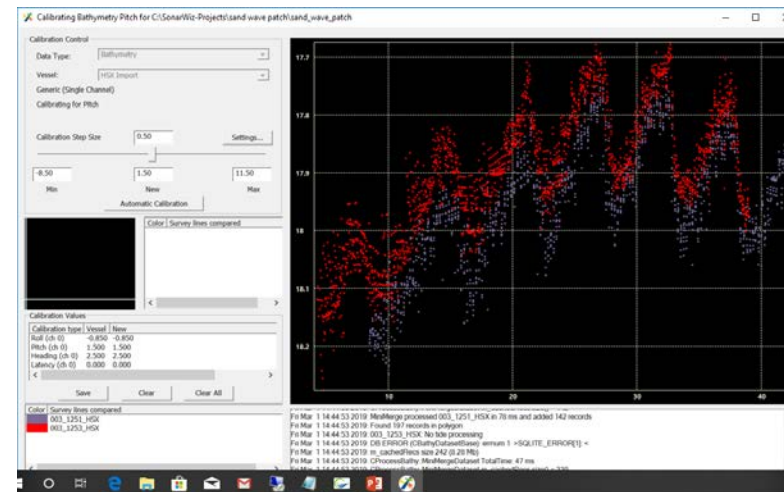 Calibrating Bathymetry Pitch for C:\SonarWiz-Projects\sand wave patch\sand_wave_patch
Calibration Control
Data Type: Bathymetry
Vessel: HSX Import
Generic (Single Channel)
Calibrating for Pitch
Calibration Step Size 0.50 Settings...
-8.50 1.50 11.50
Min New Max
Automatic Calibration
Color Survey lines compared
Calibration Values
Calibration type Vessel New
Roll (ch 0) -0.850 -0.850
Pitch (ch 0) 1.500 1.500
Heading (ch 0) 2.500 2.500
Latency (ch 0) 0.000 0.000
Save Clear Clear All
Color Survey lines compared
003_1251_HSX
003_1253_HSX
17.7
17.8
17.9
18
18.1
18.2
10 20 30 40
Fri Mar 1 14:44:53 2019: MiniMerge processed 003_1251_HSX in 78 ms and added 142 records
Fri Mar 1 14:44:53 2019: Found 197 records in polygon
Fri Mar 1 14:44:53 2019: 003_1253_HSX: No tide processing
Fri Mar 1 14:44:53 2019: DB ERROR (CBathyDatasetBase): errnum 1 >SQLITE_ERROR[1]: <
Fri Mar 1 14:44:53 2019: m_cachedRecs size 242 (8.28 Mb)
Fri Mar 1 14:44:53 2019: CProcessBathy::MiniMergeDataset TotalTime: 47 ms